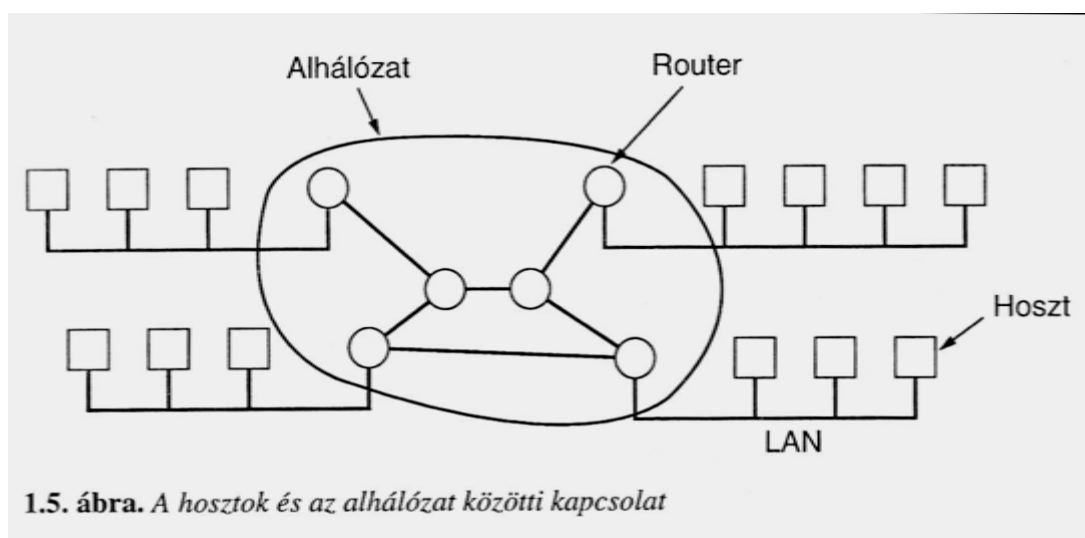 Alhálózat
Router
Hoszt
LAN
1.5. ábra. A hosztok és az alhálózat közötti kapcsolat